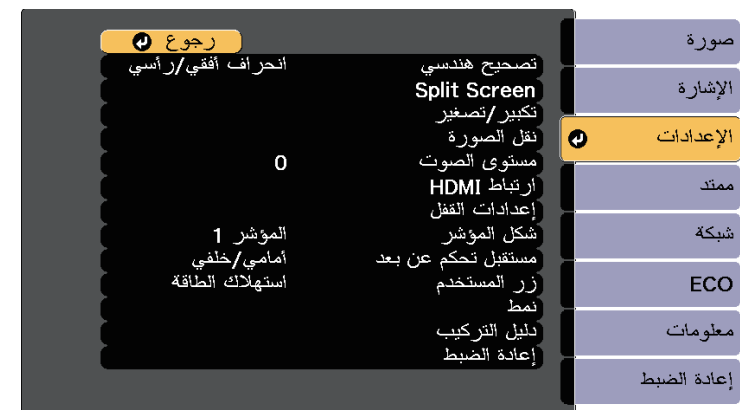 صورة
الإشارة
الإعدادات
ممتد
شبكة
ECO
معلومات
إعادة الضبط
رجوع
تصحيح هندسي انحراف أفقي/رأسي
Split Screen
تكبير/تصغير
نقل الصورة
مستوى الصوت 0
ارتباط HDMI
إعدادات القفل
شكل المؤشر المؤشر 1
مستقبل تحكم عن بعد أمامي/خلفي
زر المستخدم استهلاك الطاقة
نمط
دليل التركيب
إعادة الضبط